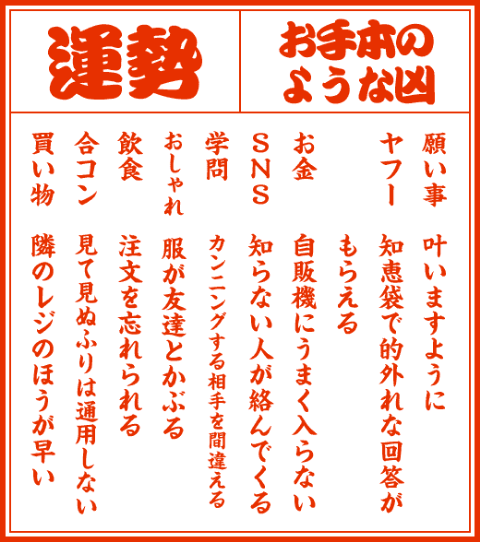 運勢
お手本の
ような凶
願い事 叶いますように
ヤフー 知恵袋で的外れな回答が
もらえる
お金 自販機にうまく入らない
SNS 知らない人が絡んでくる
学問 カンニングする相手を間違える
おしゃれ 服が友達とかぶる
飲食 注文を忘れられる
合コン 見て見ぬふりは通用しない
買い物 隣のレジのほうが早い